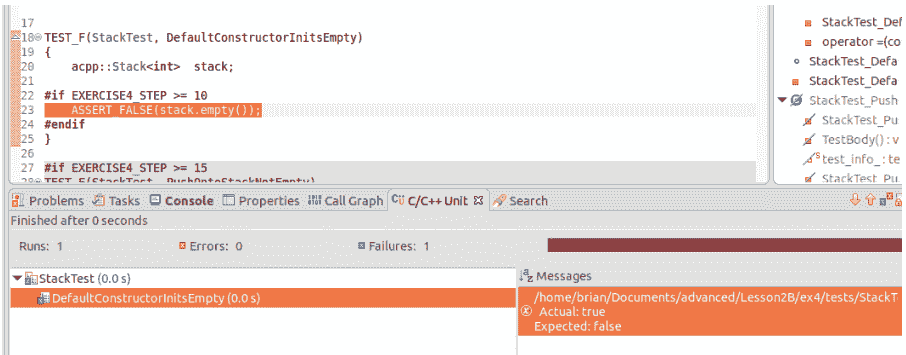 17
18 TEST_F(StackTest, DefaultConstructorInitsEmpty)
19 {
20 acpp::Stack<int> stack;
21
22 #if EXERCISE4_STEP >= 10
23 ASSERT_FALSE(stack.empty());
24 #endif
25 }
26
27 #if EXERCISE4_STEP >= 15
28 TEST_F(StackTest, PushOntoStackNotEmpty)
StackTest_Def
operator =(co
StackTest_Defa
StackTest_Defa
StackTest_Push
StackTest_Pu
TestBody() : v
test_info_ : te
StackTest_Pu
Problems Tasks Console Properties Call Graph C/C++ Unit Search
Finished after 0 seconds
Runs: 1 Errors: 0 Failures: 1
StackTest (0.0 s)
DefaultConstructorInitsEmpty (0.0 s)
Messages
/home/brian/Documents/advanced/Lesson2B/ex4/tests/StackT
Actual: true
Expected: false